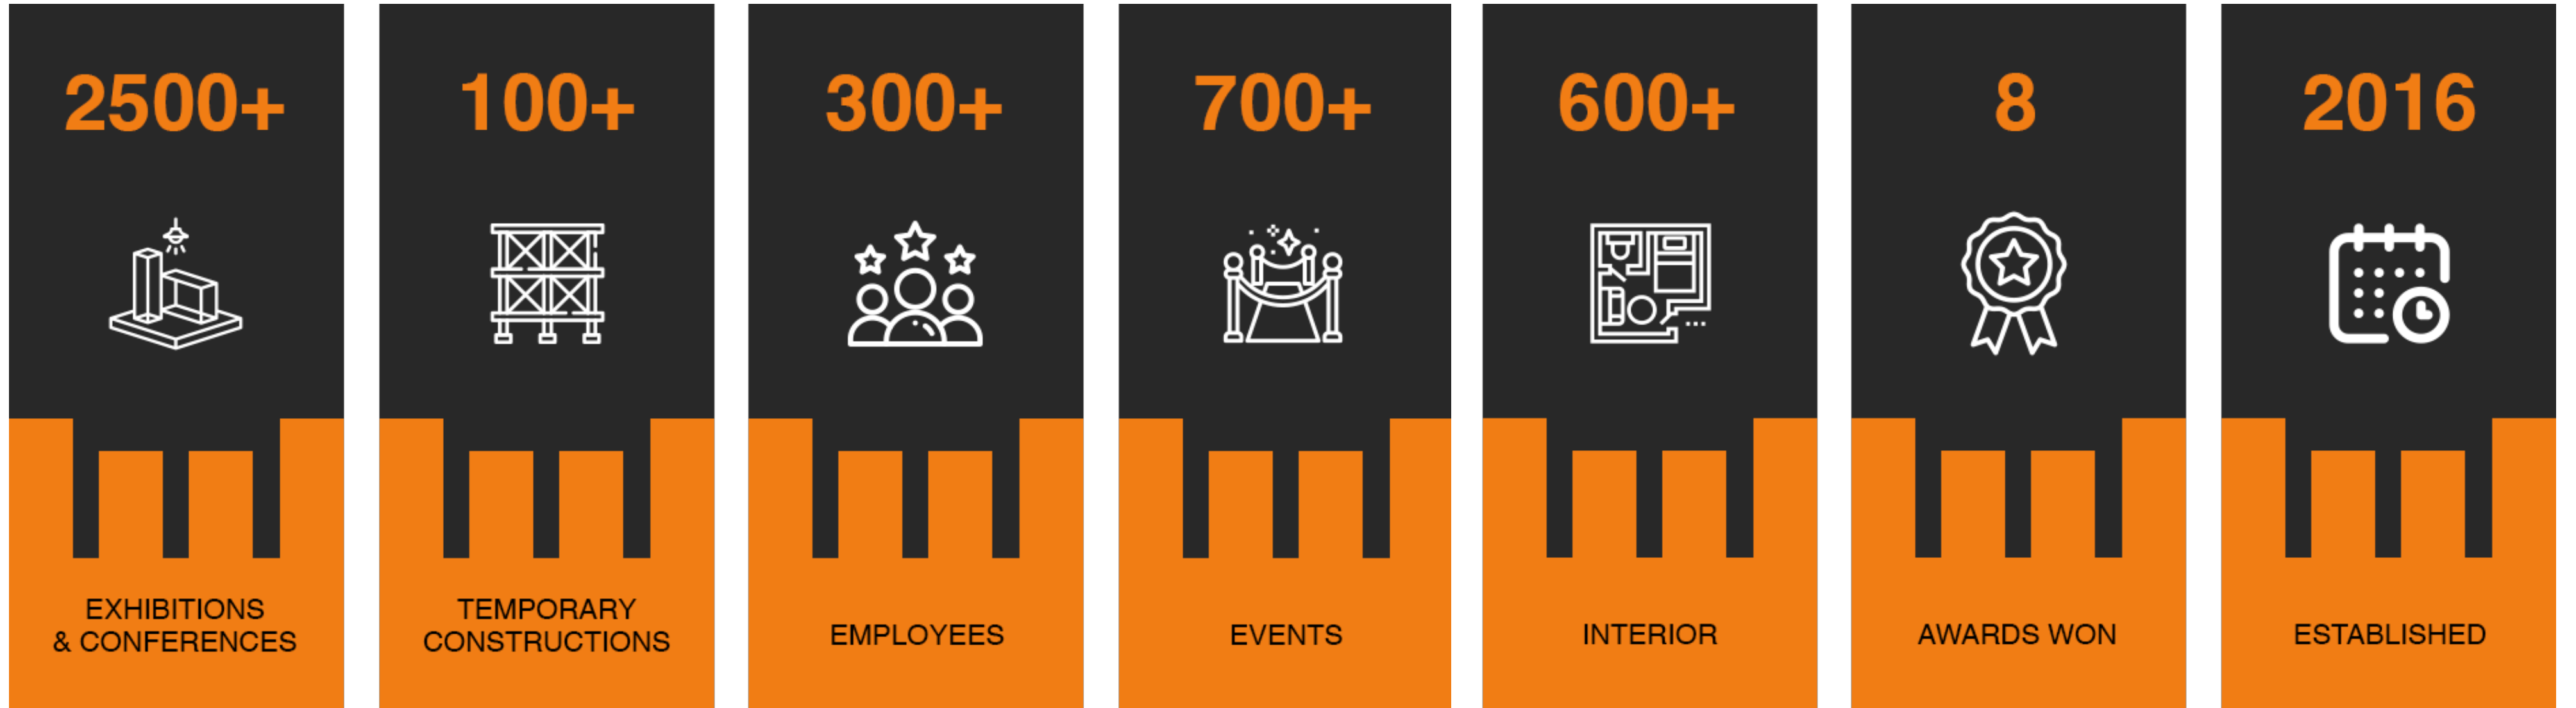 2500+
EXHIBITIONS
& CONFERENCES
100+
TEMPORARY
CONSTRUCTIONS
300+
EMPLOYEES
700+
EVENTS
600+
INTERIOR
8
AWARDS WON
2016
ESTABLISHED